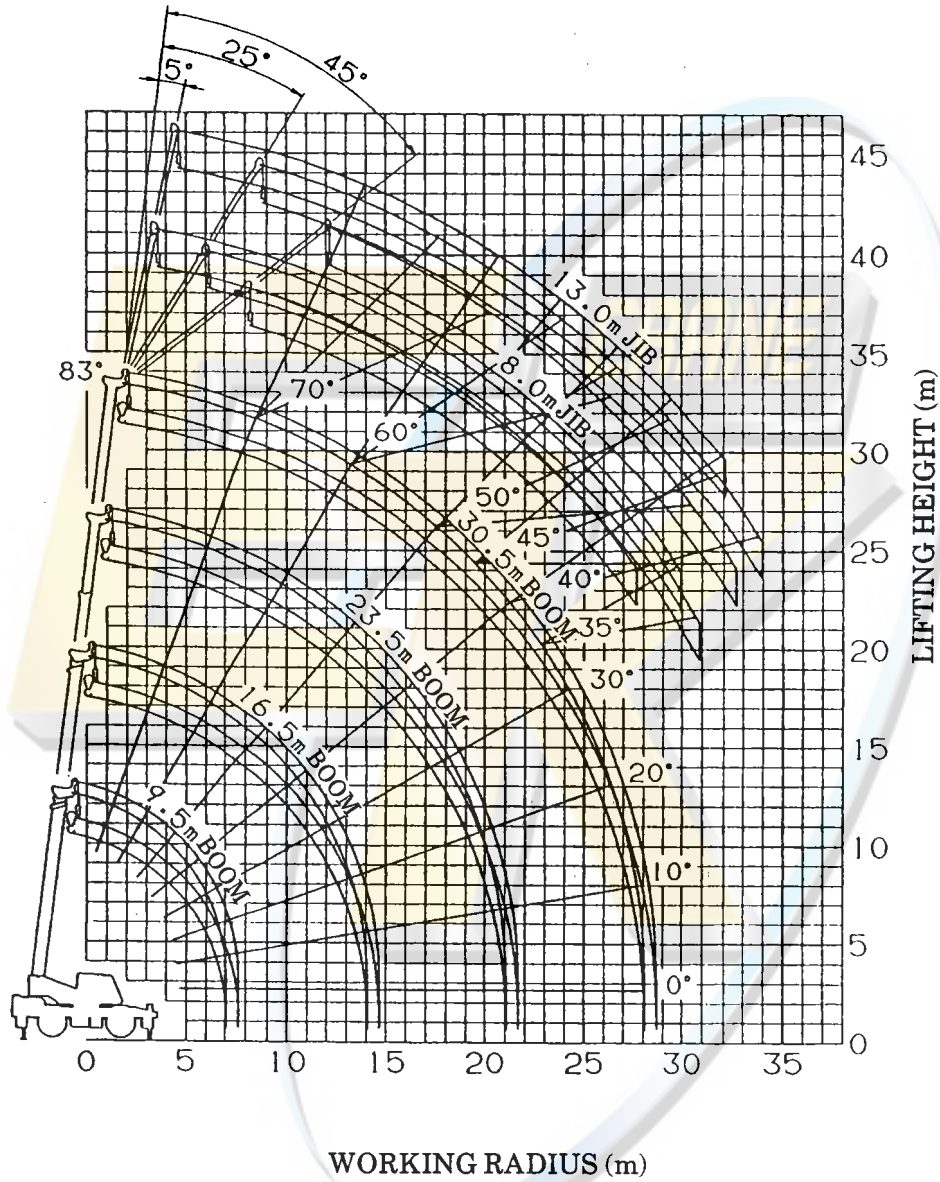 5°
25°
45°
45
40
13.0m JIB
CRANE
35
8.0m JIB
83°
70°
60°
30
50°
45°
30.5m BOOM
40°
25
35°
23.5m BOOM
20
30°
16.5m BOOM
20°
15
9.5m BOOM
10
10°
5
0°
0
0 5 10 15 20 25 30 35
LIFTING HEIGHT (m)
WORKING RADIUS (m)